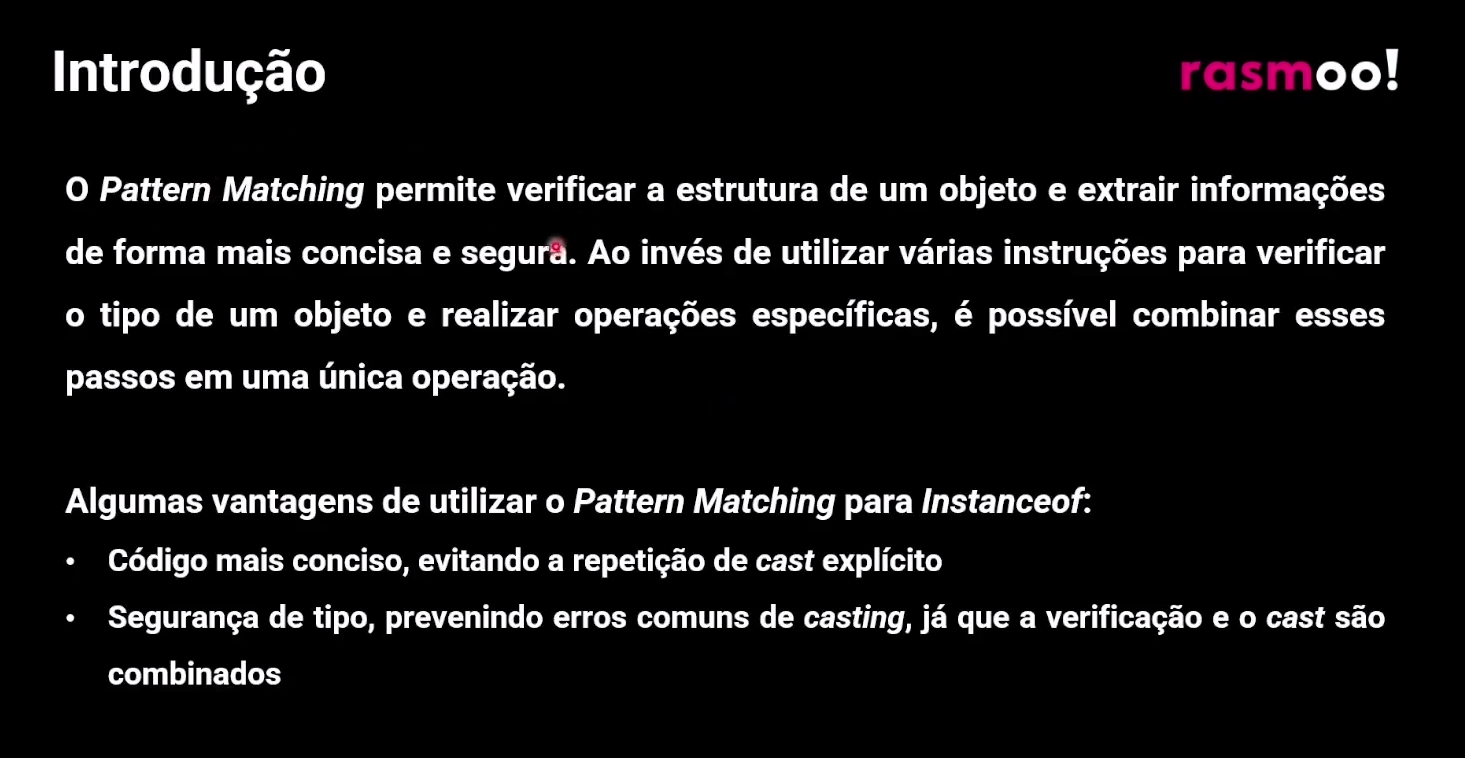 Introdução
rasmoo!
O Pattern Matching permite verificar a estrutura de um objeto e extrair informações
de forma mais concisa e segura. Ao invés de utilizar várias instruções para verificar
o tipo de um objeto e realizar operações específicas, é possível combinar esses
passos em uma única operação.
Algumas vantagens de utilizar o Pattern Matching para Instanceof:
• Código mais conciso, evitando a repetição de cast explícito
• Segurança de tipo, prevenindo erros comuns de casting, já que a verificação e o cast são
combinados